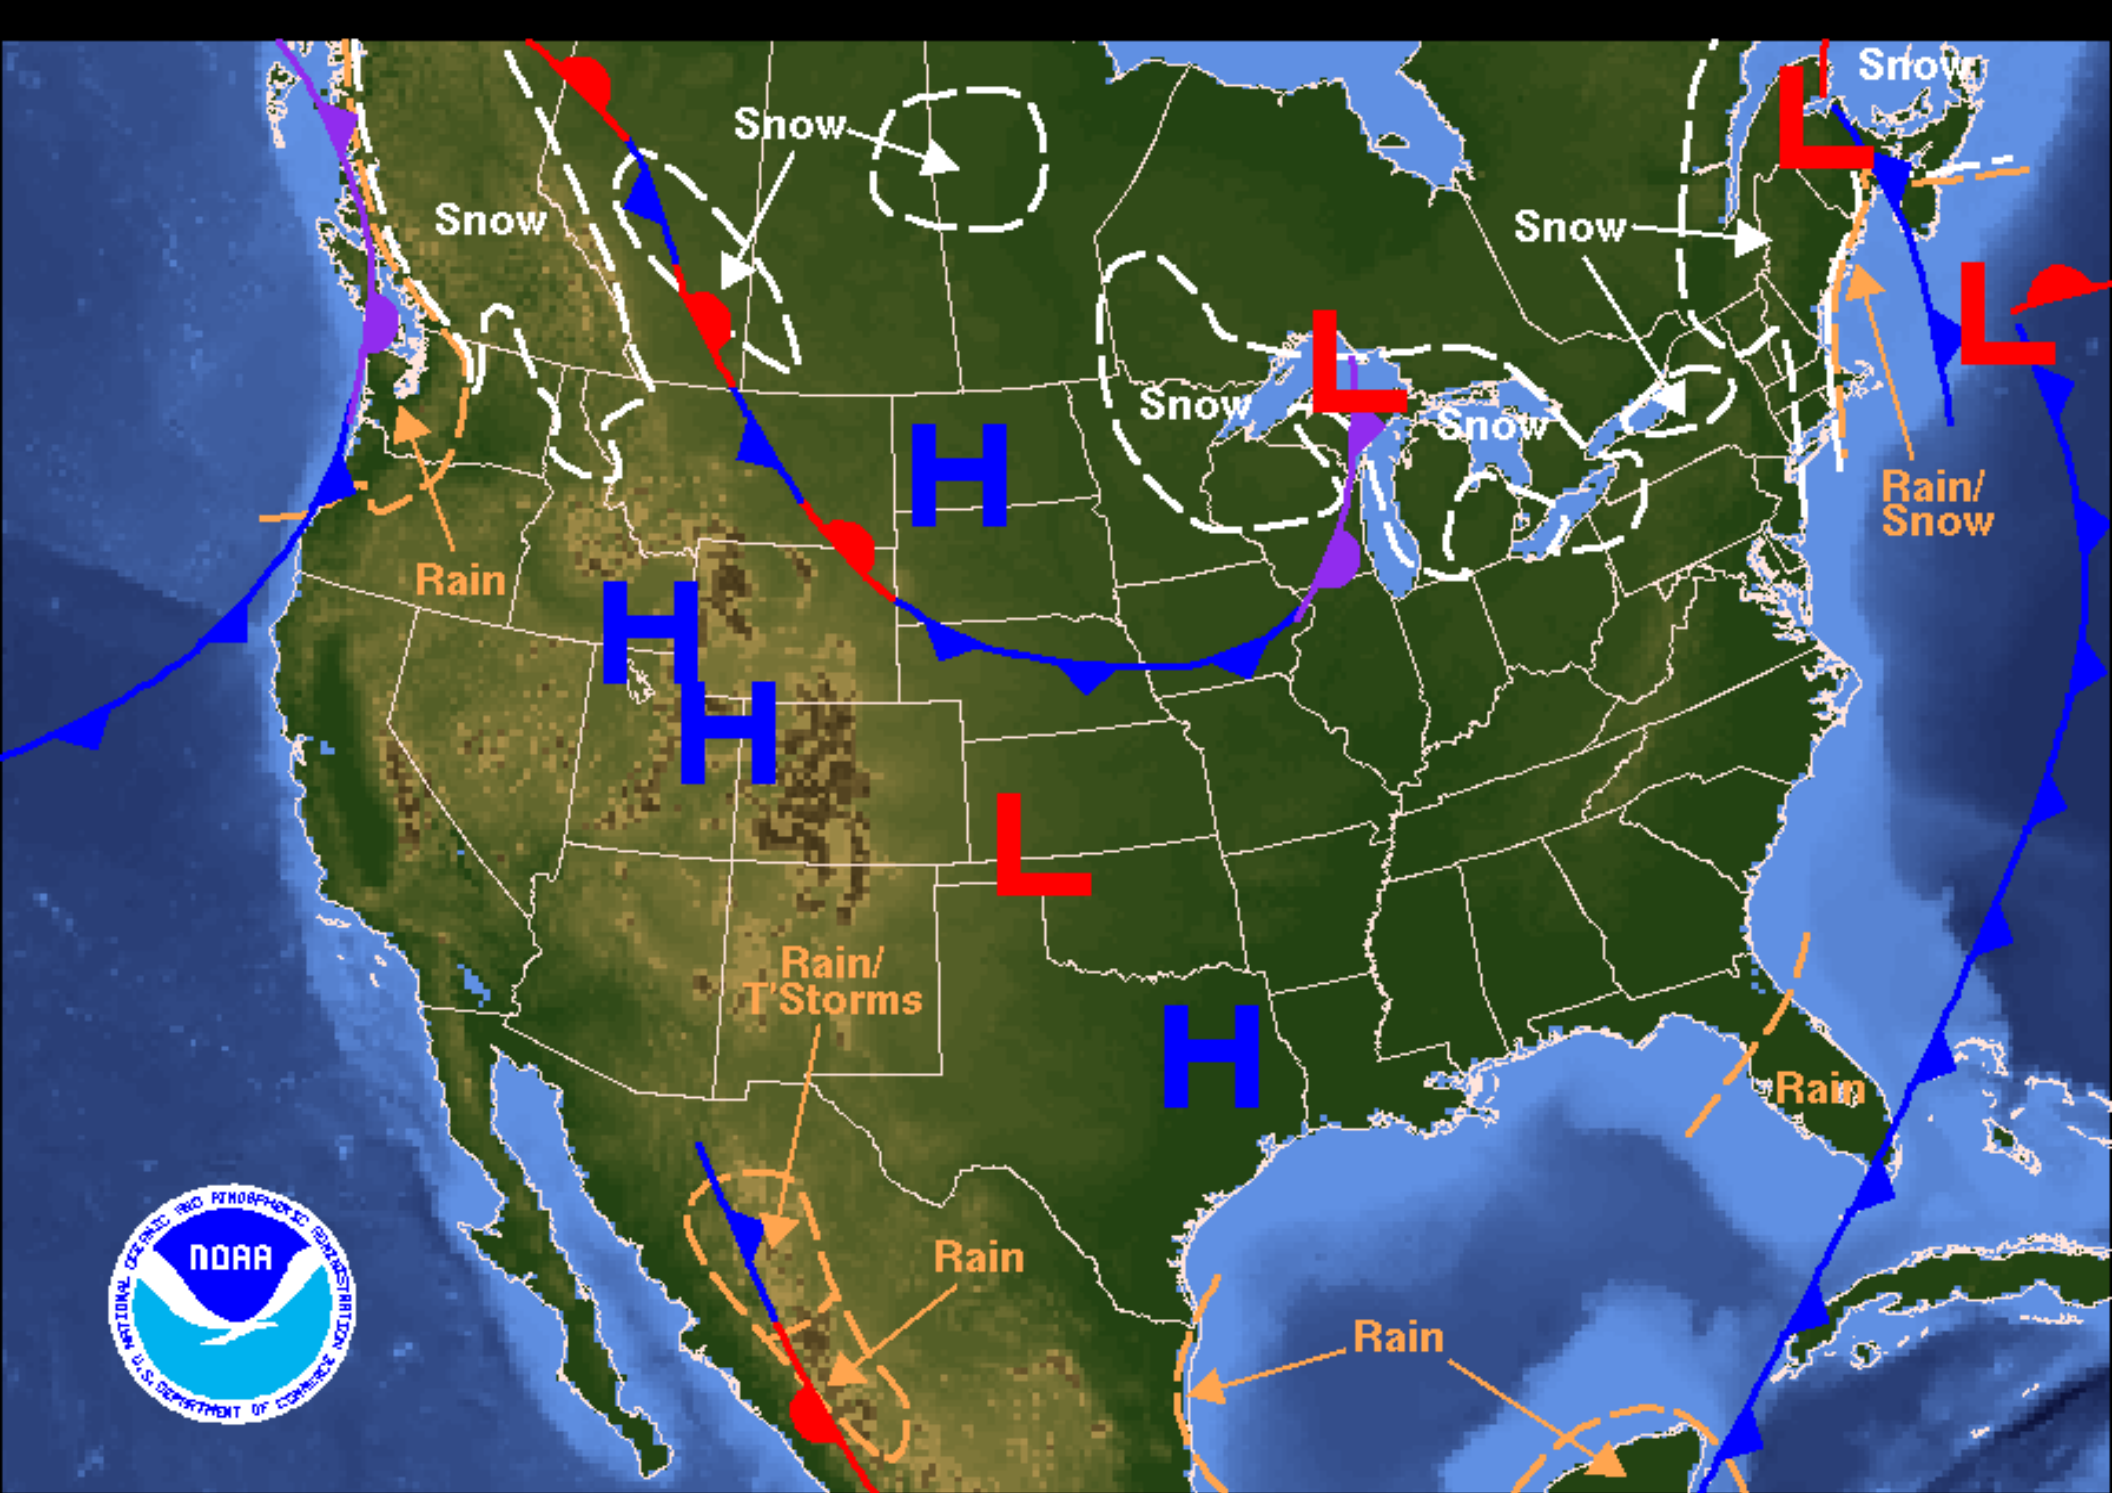 Snow
Snow
Snow
Snow
L
L
Snow
L
Snow
H
Rain/
Snow
Rain
H
H
L
Rain/
T'Storms
H
Rain
Rain
Rain
NOAA
NATIONAL OCEANIC AND ATMOSPHERIC ADMINISTRATION
U.S. DEPARTMENT OF COMMERCE